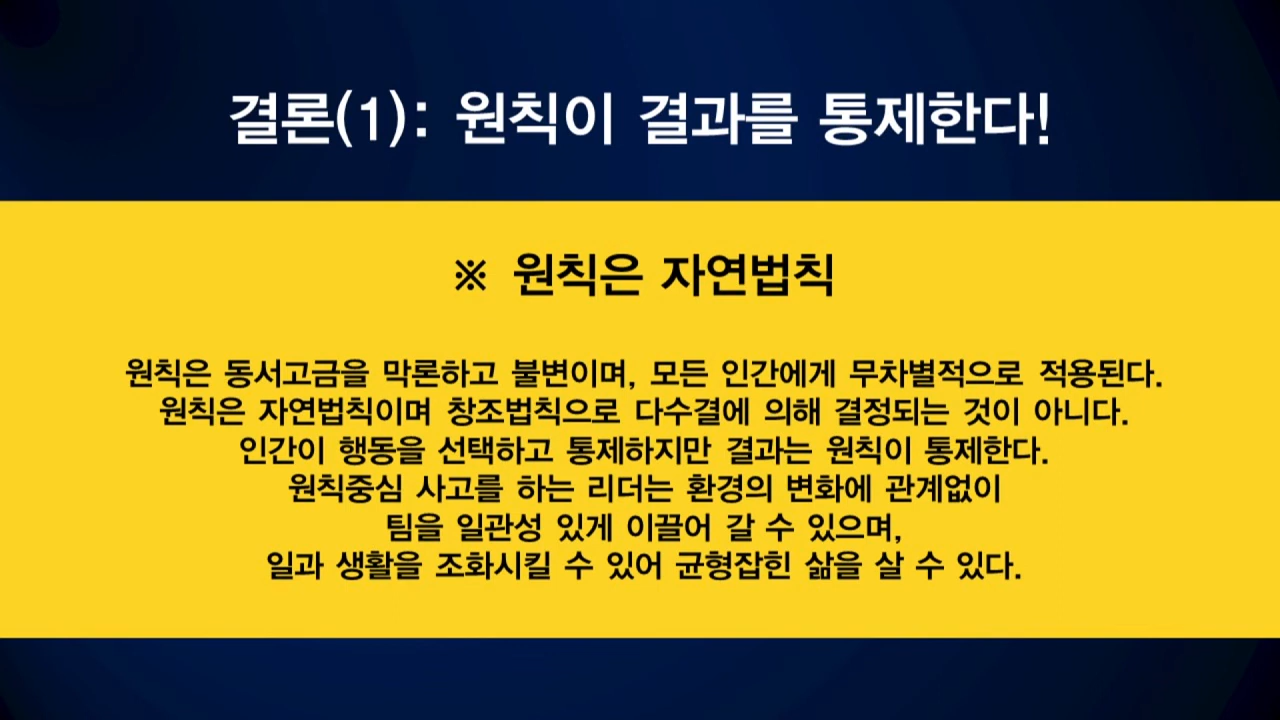 결론(1): 원칙이 결과를 통제한다!
※ 원칙은 자연법칙
원칙은 동서고금을 막론하고 불변이며, 모든 인간에게 무차별적으로 적용된다.
원칙은 자연법칙이며 창조법칙으로 다수결에 의해 결정되는 것이 아니다.
인간이 행동을 선택하고 통제하지만 결과는 원칙이 통제한다.
원칙중심 사고를 하는 리더는 환경의 변화에 관계없이
팀을 일관성 있게 이끌어 갈 수 있으며,
일과 생활을 조화시킬 수 있어 균형잡힌 삶을 살 수 있다.